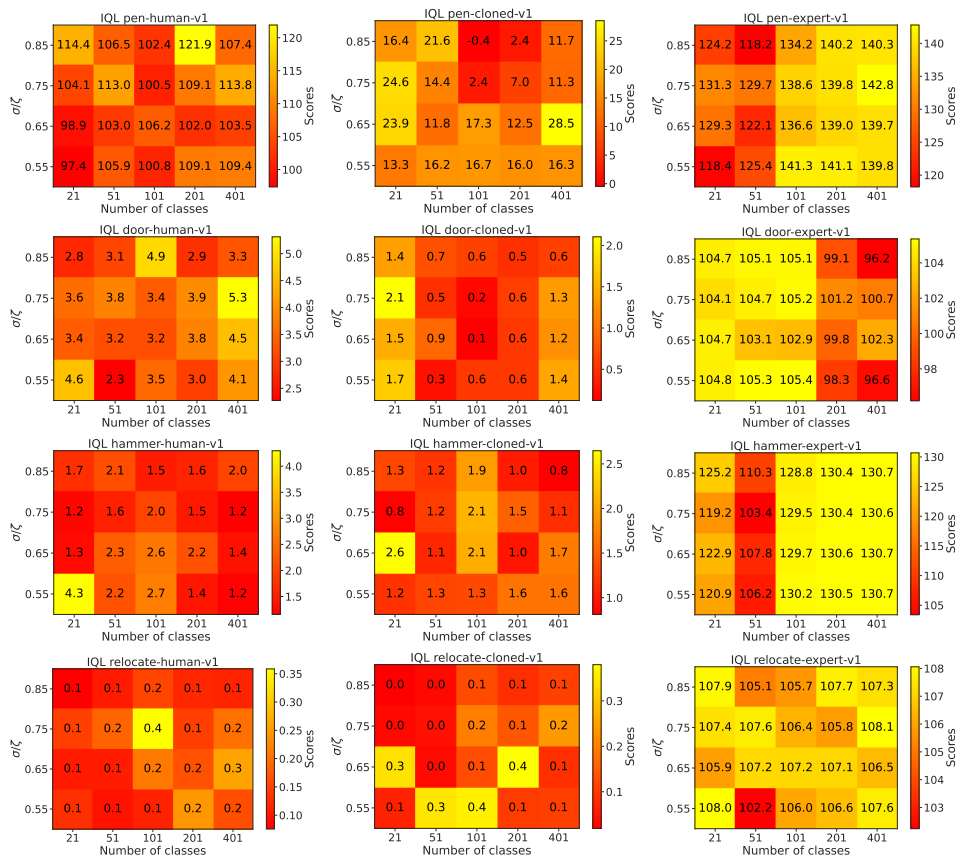 IQL pen-human-v1
0.85 114.4 106.5 102.4 121.9 107.4
0.75 104.1 113.0 100.5 109.1 113.8
0.65 98.9 103.0 106.2 102.0 103.5
0.55 97.4 105.9 100.8 109.1 109.4
σ/ζ
21 51 101 201 401
Number of classes
120
115
110
105
100
Scores
IQL pen-cloned-v1
0.85 16.4 21.6 -0.4 2.4 11.7
0.75 24.6 14.4 2.4 7.0 11.3
0.65 23.9 11.8 17.3 12.5 28.5
0.55 13.3 16.2 16.7 16.0 16.3
21 51 101 201 401
Number of classes
25
20
15
10
5
0
Scores
IQL pen-expert-v1
0.85 124.2 118.2 134.2 140.2 140.3
0.75 131.3 129.7 138.6 139.8 142.8
0.65 129.3 122.1 136.6 139.0 139.7
0.55 118.4 125.4 141.3 141.1 139.8
σ/ζ
21 51 101 201 401
Number of classes
140
135
130
125
120
Scores
IQL door-human-v1
0.85 2.8 3.1 4.9 2.9 3.3
0.75 3.6 3.8 3.4 3.9 5.3
0.65 3.4 3.2 3.2 3.8 4.5
0.55 4.6 2.3 3.5 3.0 4.1
σ/ζ
21 51 101 201 401
Number of classes
5.0
4.5
4.0
3.5
3.0
2.5
Scores
IQL door-cloned-v1
0.85 1.4 0.7 0.6 0.5 0.6
0.75 2.1 0.5 0.2 0.6 1.3
0.65 1.5 0.9 0.1 0.6 1.2
0.55 1.7 0.3 0.6 0.6 1.4
σ/ζ
21 51 101 201 401
Number of classes
2.0
1.5
1.0
0.5
Scores
IQL door-expert-v1
0.85 104.7 105.1 105.1 99.1 96.2
0.75 104.1 104.7 105.2 101.2 100.7
0.65 104.7 103.1 102.9 99.8 102.3
0.55 104.8 105.3 105.4 98.3 96.6
σ/ζ
21 51 101 201 401
Number of classes
104
102
100
98
96
Scores
IQL hammer-human-v1
0.85 1.7 2.1 1.5 1.6 2.0
0.75 1.2 1.6 2.0 1.5 1.2
0.65 1.3 2.3 2.6 2.2 1.4
0.55 4.3 2.2 2.7 1.4 1.2
σ/ζ
21 51 101 201 401
Number of classes
4.0
3.5
3.0
2.5
2.0
1.5
Scores
IQL hammer-cloned-v1
0.85 1.3 1.2 1.9 1.0 0.8
0.75 0.8 1.2 2.1 1.5 1.1
0.65 2.6 1.1 2.1 1.0 1.7
0.55 1.2 1.3 1.3 1.6 1.6
σ/ζ
21 51 101 201 401
Number of classes
2.5
2.0
1.5
1.0
Scores
IQL hammer-expert-v1
0.85 125.2 110.3 128.8 130.4 130.7
0.75 119.2 103.4 129.5 130.4 130.6
0.65 122.9 107.8 129.7 130.6 130.7
0.55 120.9 106.2 130.2 130.5 130.7
σ/ζ
21 51 101 201 401
Number of classes
130
125
120
115
110
105
Scores
IQL relocate-human-v1
0.85 0.1 0.1 0.2 0.1 0.1
0.75 0.1 0.2 0.4 0.1 0.2
0.65 0.1 0.1 0.2 0.2 0.3
0.55 0.1 0.1 0.1 0.2 0.2
σ/ζ
21 51 101 201 401
Number of classes
0.35
0.30
0.25
0.20
0.15
0.10
Scores
IQL relocate-cloned-v1
0.85 0.0 0.0 0.1 0.1 0.1
0.75 0.0 0.0 0.2 0.1 0.2
0.65 0.3 0.0 0.1 0.4 0.1
0.55 0.1 0.3 0.4 0.1 0.1
σ/ζ
21 51 101 201 401
Number of classes
0.3
0.2
0.1
Scores
IQL relocate-expert-v1
0.85 107.9 105.1 105.7 107.7 107.3
0.75 107.4 107.6 106.4 105.8 108.1
0.65 105.9 107.2 107.2 107.1 106.5
0.55 108.0 102.2 106.0 106.6 107.6
σ/ζ
21 51 101 201 401
Number of classes
108
107
106
105
104
103
Scores